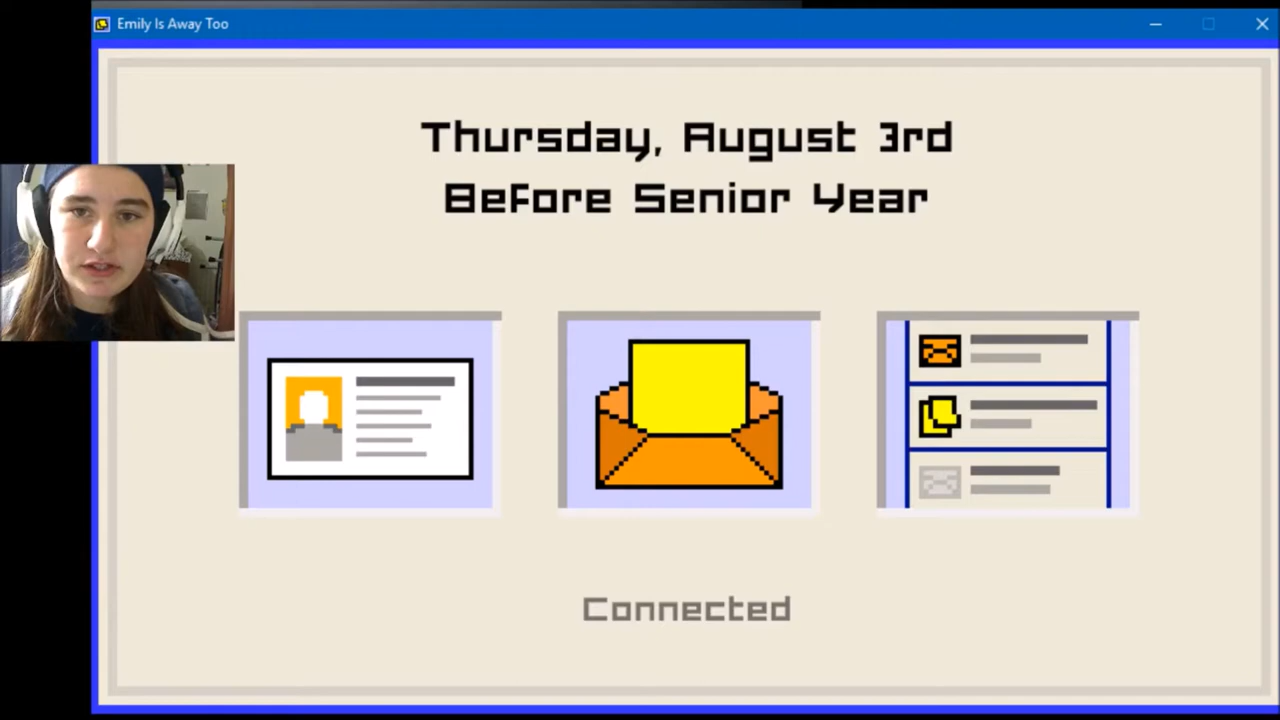 Emily Is Away Too
Thursday, August 3rd
Before Senior Year
Connected